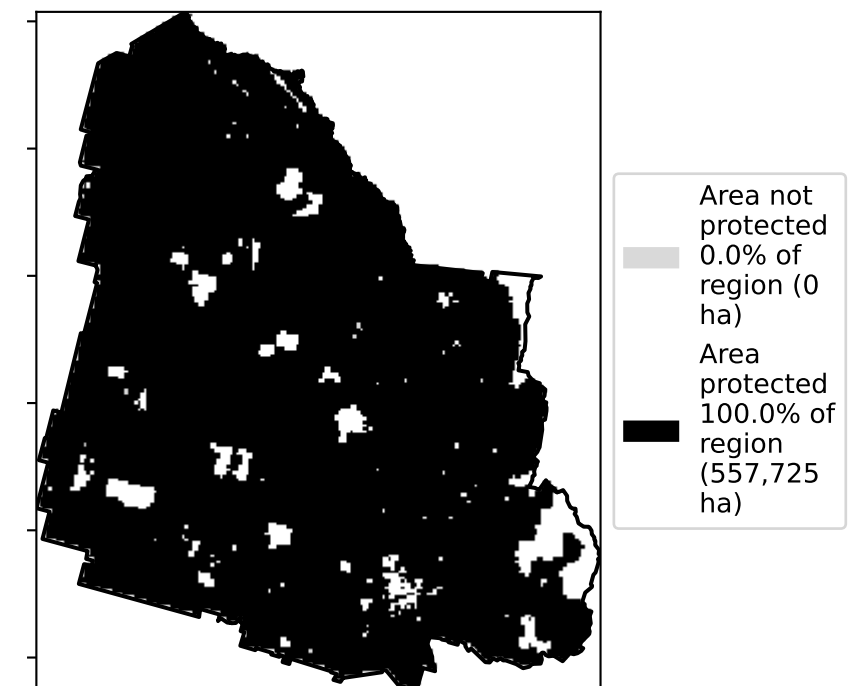 Area not
protected
0.0% of
region (0
ha)
Area
protected
100.0% of
region
(557,725
ha)